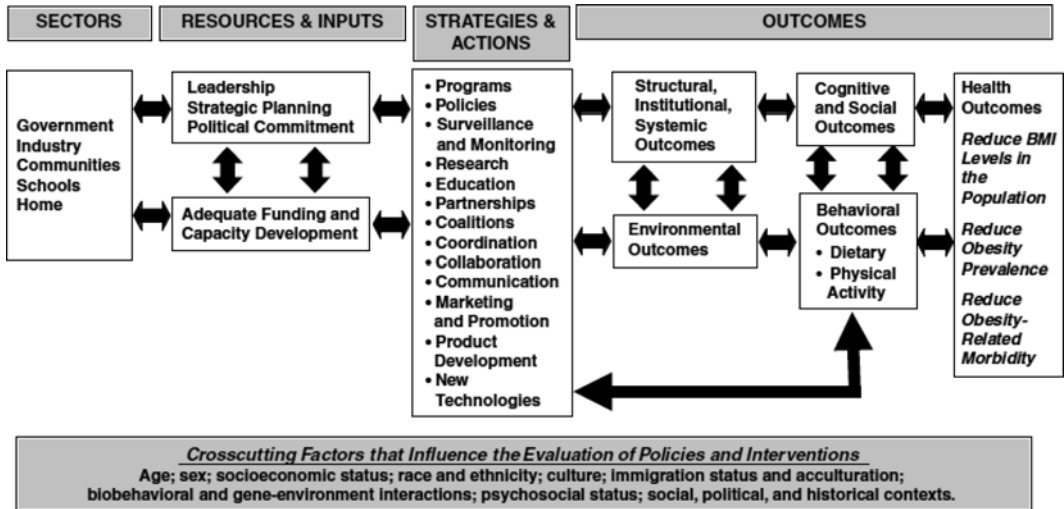 SECTORS
RESOURCES & INPUTS
STRATEGIES &
ACTIONS
OUTCOMES
Government
Industry
Communities
Schools
Home
Leadership
Strategic Planning
Political Commitment
Adequate Funding and
Capacity Development
• Programs
• Policies
• Surveillance
and Monitoring
• Research
• Education
• Partnerships
• Coalitions
• Coordination
• Collaboration
• Communication
• Marketing
and Promotion
• Product
Development
• New
Technologies
Structural,
Institutional,
Systemic
Outcomes
Environmental
Outcomes
Cognitive
and Social
Outcomes
Behavioral
Outcomes
• Dietary
• Physical
Activity
Health
Outcomes
Reduce BMI
Levels in
the
Population
Reduce
Obesity
Prevalence
Reduce
Obesity-
Related
Morbidity
Crosscutting Factors that Influence the Evaluation of Policies and Interventions
Age; sex; socioeconomic status; race and ethnicity; culture; immigration status and acculturation;
biobehavioral and gene-environment interactions; psychosocial status; social, political, and historical contexts.